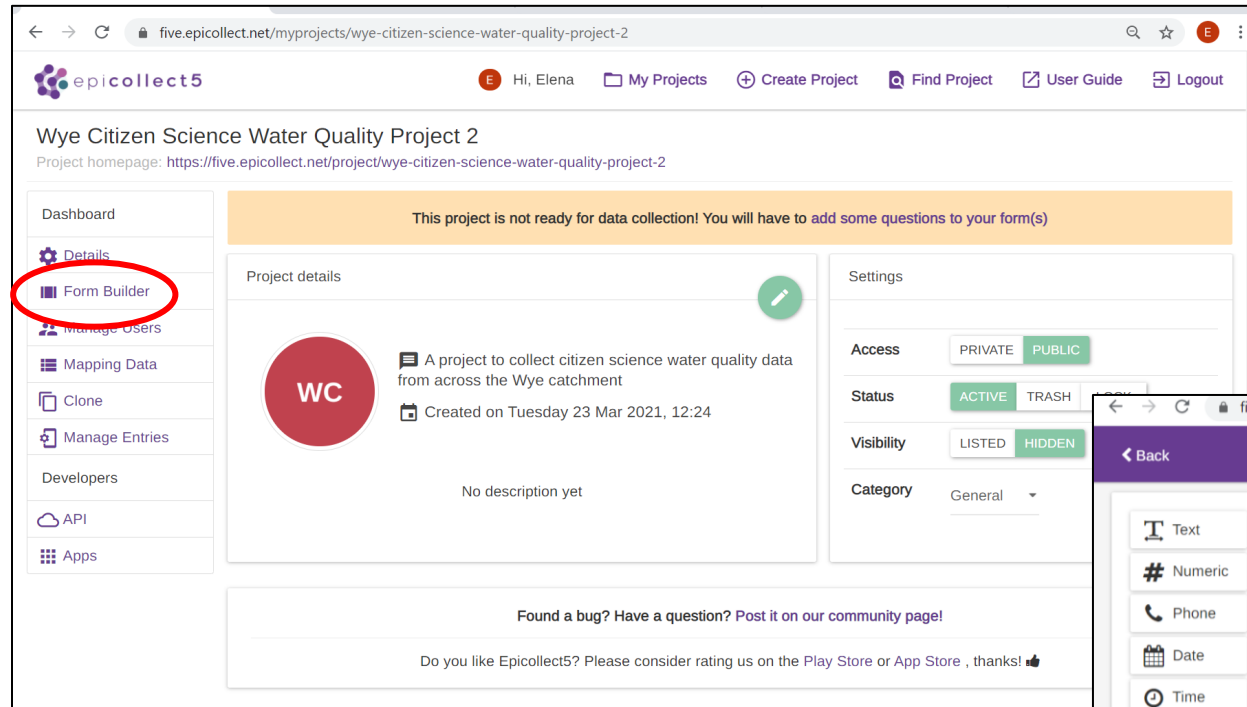 five.epicollect.net/myprojects/wye-citizen-science-water-quality-project-2
E
epicollect5
E Hi, Elena My Projects Create Project Find Project User Guide Logout
Wye Citizen Science Water Quality Project 2
Project homepage: https://five.epicollect.net/project/wye-citizen-science-water-quality-project-2
Dashboard
Details
Form Builder
Manage Users
Mapping Data
Clone
Manage Entries
Developers
API
Apps
This project is not ready for data collection! You will have to add some questions to your form(s)
Project details
WC
A project to collect citizen science water quality data
from across the Wye catchment
Created on Tuesday 23 Mar 2021, 12:24
No description yet
Settings
Access PRIVATE PUBLIC
Status ACTIVE TRASH LOCK
Visibility LISTED HIDDEN
Category General
Found a bug? Have a question? Post it on our community page!
Do you like Epicollect5? Please consider rating us on the Play Store or App Store , thanks!
fi
Back
Text
Numeric
Phone
Date
Time